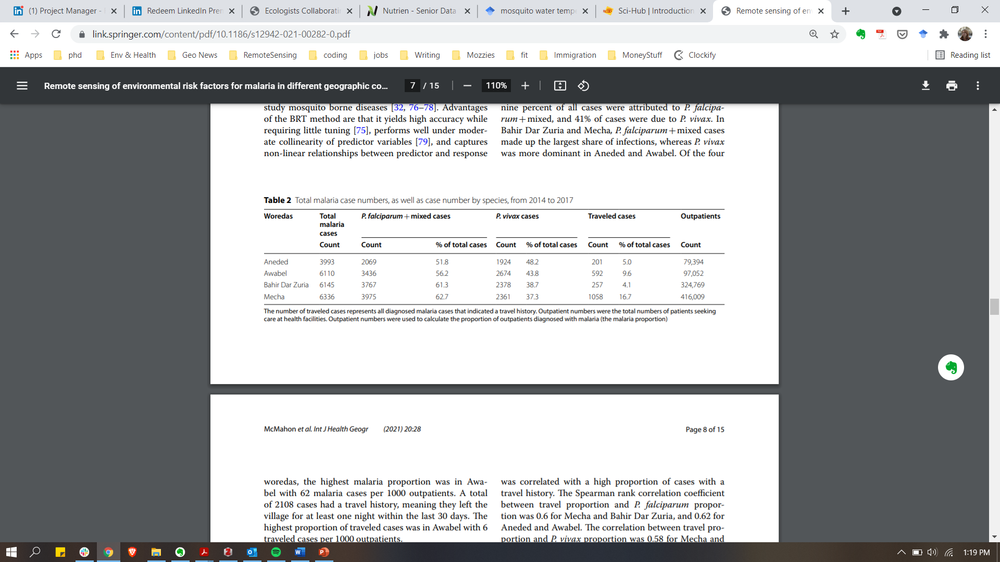 (1) Project Manager -
Redeem LinkedIn Pre
Ecologists Collaborati
Nutrien - Senior Data
mosquito water temp
Sci-Hub | Introduction
Remote sensing of en
link.springer.com/content/pdf/10.1186/s12942-021-00282-0.pdf
Apps phd Env & Health Geo News RemoteSensing coding jobs Writing Mozzies fit Immigration MoneyStuff Clockify Reading list
Remote sensing of environmental risk factors for malaria in different geographic co... 7 / 15 110%
study mosquito borne diseases [32, 76–78]. Advantages
of the BRT method are that it yields high accuracy while
requiring little tuning [75], performs well under moder-
ate collinearity of predictor variables [79], and captures
non-linear relationships between predictor and response
nine percent of all cases were attributed to P. falcipa-
rum + mixed, and 41% of cases were due to P. vivax. In
Bahir Dar Zuria and Mecha, P. falciparum + mixed cases
made up the largest share of infections, whereas P. vivax
was more dominant in Aneded and Awabel. Of the four
Table 2 Total malaria case numbers, as well as case number by species, from 2014 to 2017
Woredas Total malaria cases P. falciparum + mixed cases P. vivax cases Traveled cases Outpatients
Count Count % of total cases Count % of total cases Count % of total cases Count
Aneded 3993 2069 51.8 1924 48.2 201 5.0 79,394
Awabel 6110 3436 56.2 2674 43.8 592 9.6 97,052
Bahir Dar Zuria 6145 3767 61.3 2378 38.7 257 4.1 324,769
Mecha 6336 3975 62.7 2361 37.3 1058 16.7 416,009
The number of traveled cases represents all diagnosed malaria cases that indicated a travel history. Outpatient numbers were the total numbers of patients seeking
care at health facilities. Outpatient numbers were used to calculate the proportion of outpatients diagnosed with malaria (the malaria proportion)
McMahon et al. Int J Health Geogr (2021) 20:28
Page 8 of 15
woredas, the highest malaria proportion was in Awa-
bel with 62 malaria cases per 1000 outpatients. A total
of 2108 cases had a travel history, meaning they left the
village for at least one night within the last 30 days. The
highest proportion of traveled cases was in Awabel with 6
traveled cases per 1000 outpatients.
was correlated with a high proportion of cases with a
travel history. The Spearman rank correlation coefficient
between travel proportion and P. falciparum propor-
tion was 0.6 for Mecha and Bahir Dar Zuria, and 0.62 for
Aneded and Awabel. The correlation between travel pro-
portion and P. vivax proportion was 0.58 for Mecha and
1:19 PM